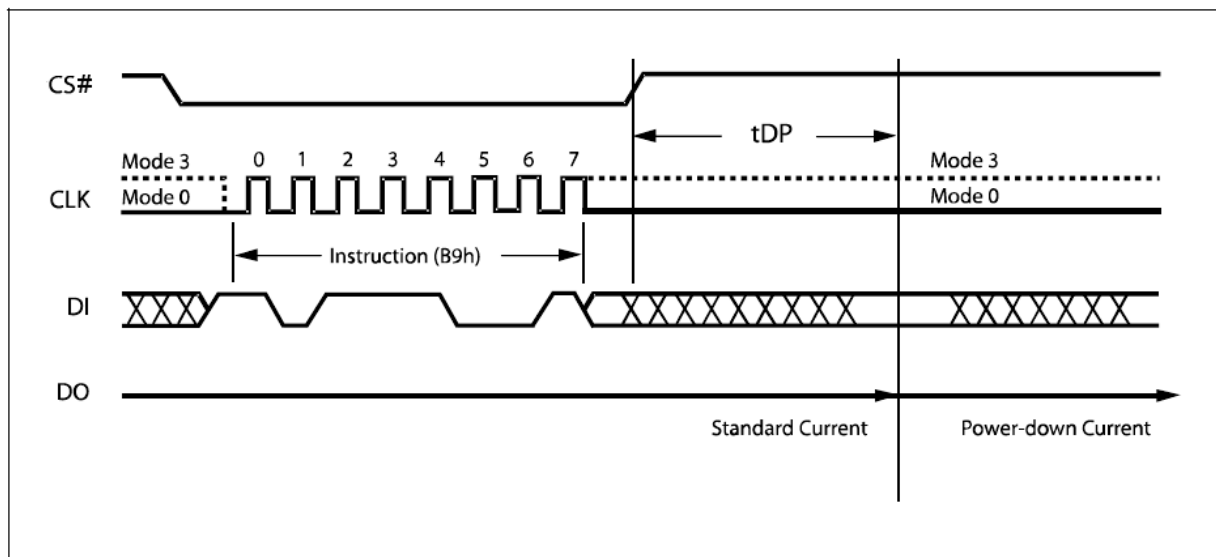 CS#
tDP
Mode 3
0 1 2 3 4 5 6 7
Mode 3
CLK
Mode 0
Mode 0
Instruction (B9h)
DI
DO
Standard Current
Power-down Current